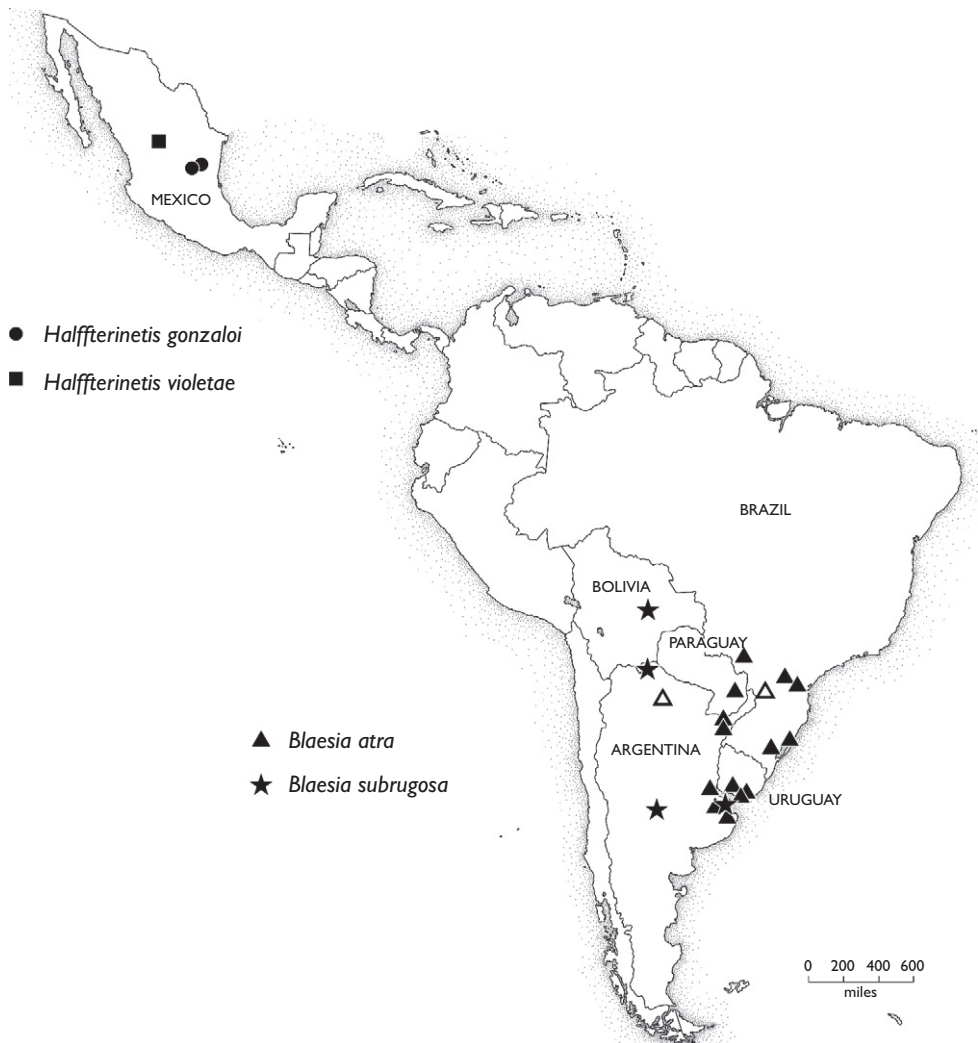 MEXICO
Halffterinetis gonzaloi
Halffterinetis violetae
BRAZIL
BOLIVIA
PARAGUAY
Blaesia atra
ARGENTINA
Blaesia subrugosa
URUGUAY
0 200 400 600
miles